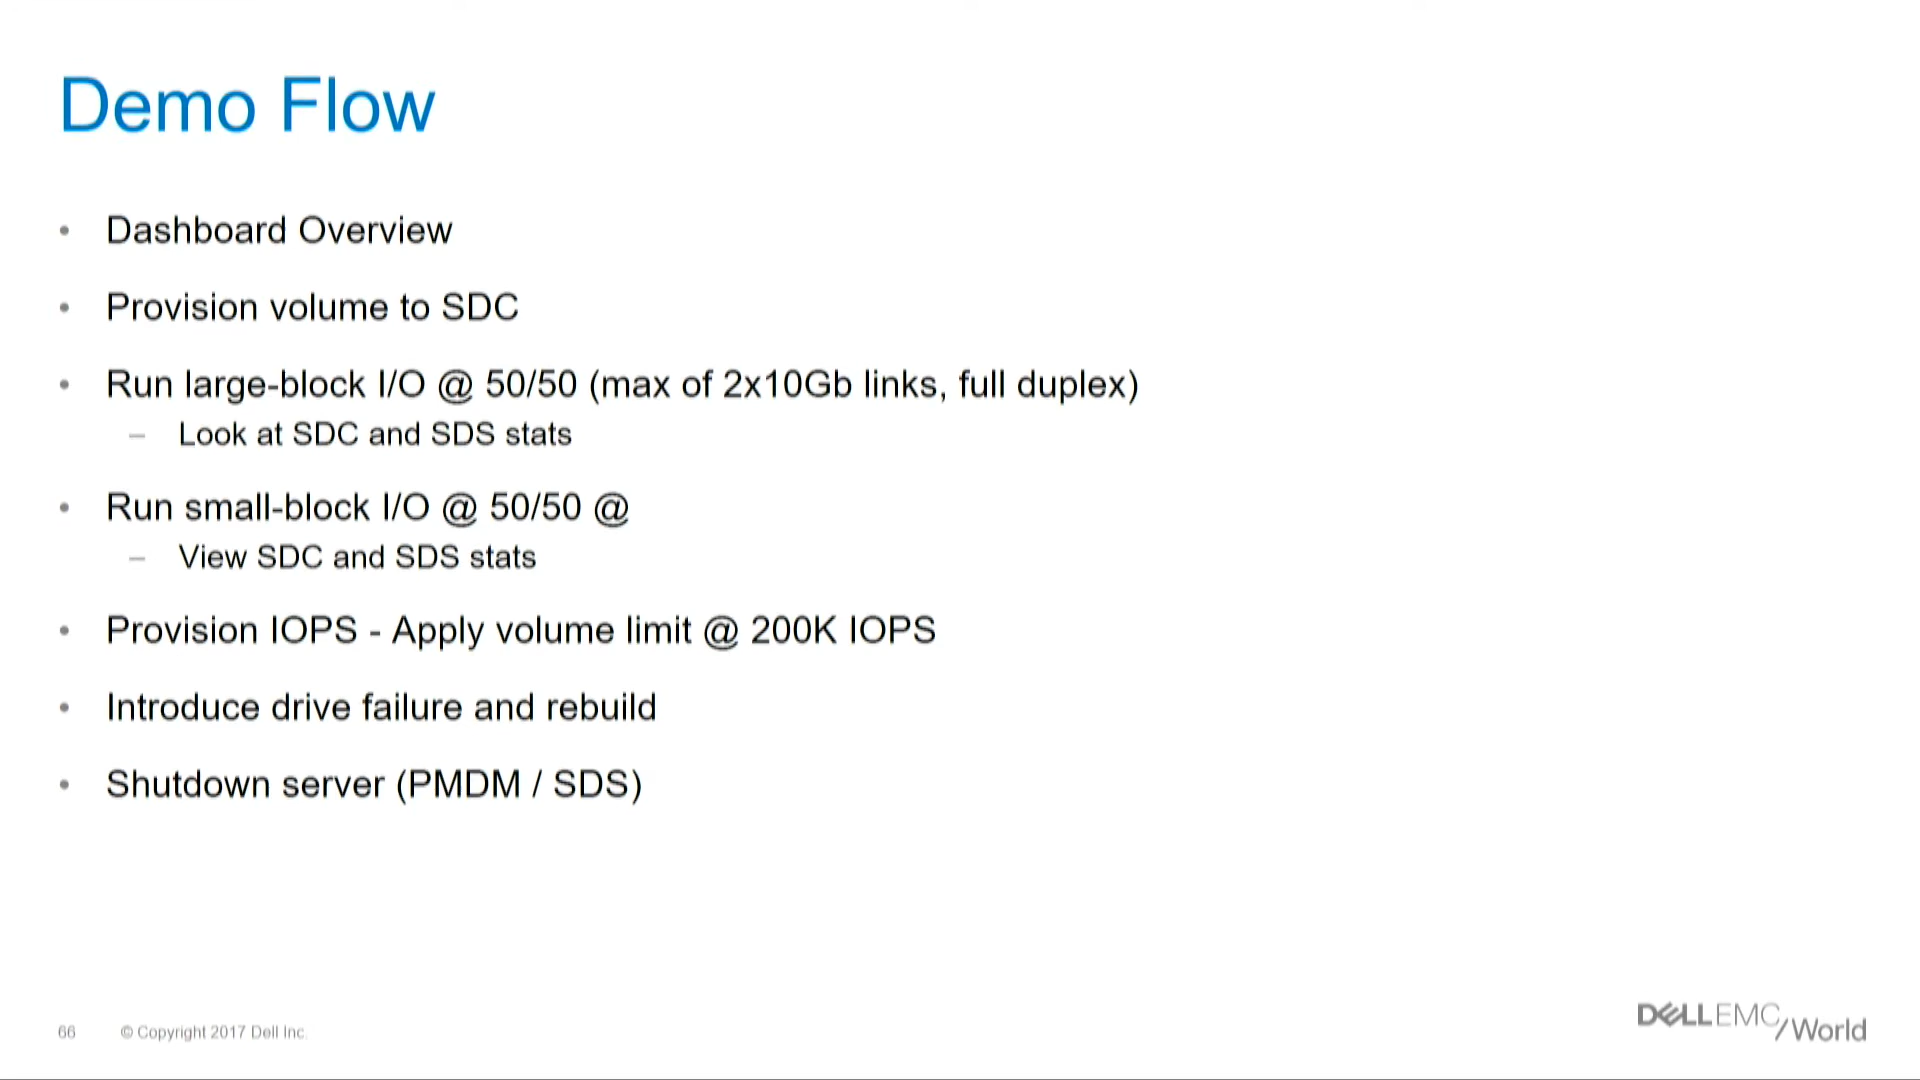 Demo Flow
• Dashboard Overview
• Provision volume to SDC
• Run large-block I/O @ 50/50 (max of 2x10Gb links, full duplex)
– Look at SDC and SDS stats
• Run small-block I/O @ 50/50 @
– View SDC and SDS stats
• Provision IOPS - Apply volume limit @ 200K IOPS
• Introduce drive failure and rebuild
• Shutdown server (PMDM / SDS)
66 © Copyright 2017 Dell Inc.
DELLEMC/World